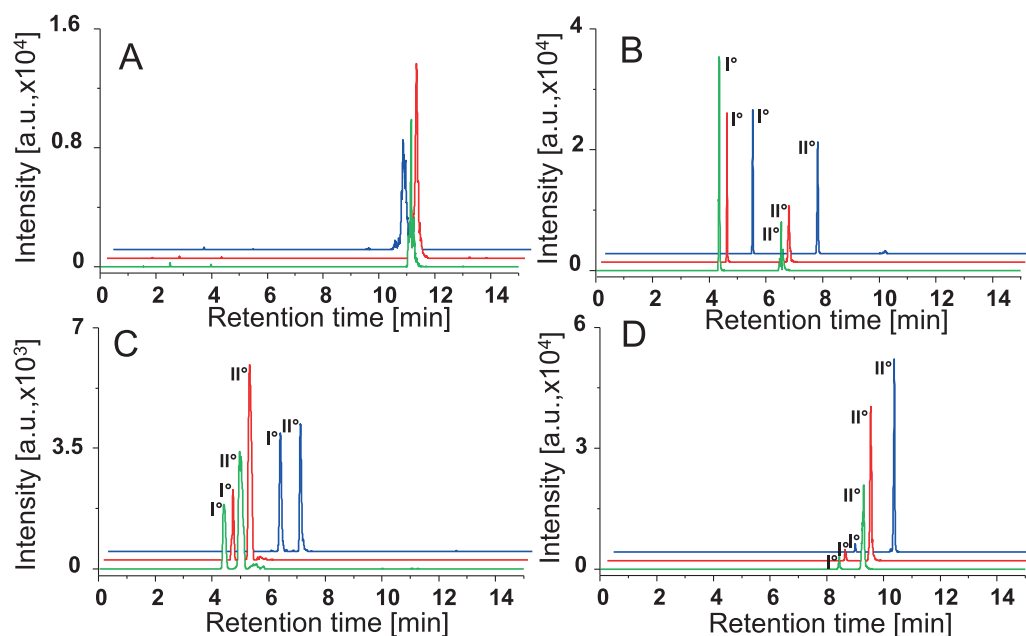 A
Intensity [a.u.,x10⁴]
1.6
0.8
0
0 2 4 6 8 10 12 14
Retention time [min]
B
Intensity [a.u.,x10⁴]
4
2
0
I°
I°
I°
II°
II°
II°
0 2 4 6 8 10 12 14
Retention time [min]
C
Intensity [a.u.,x10³]
7
3.5
0
II°
I°
II°
II°
I°
I°
0 2 4 6 8 10 12 14
Retention time [min]
D
Intensity [a.u.,x10⁴]
6
3
0
II°
II°
II°
I°
I°
I°
0 2 4 6 8 10 12 14
Retention time [min]